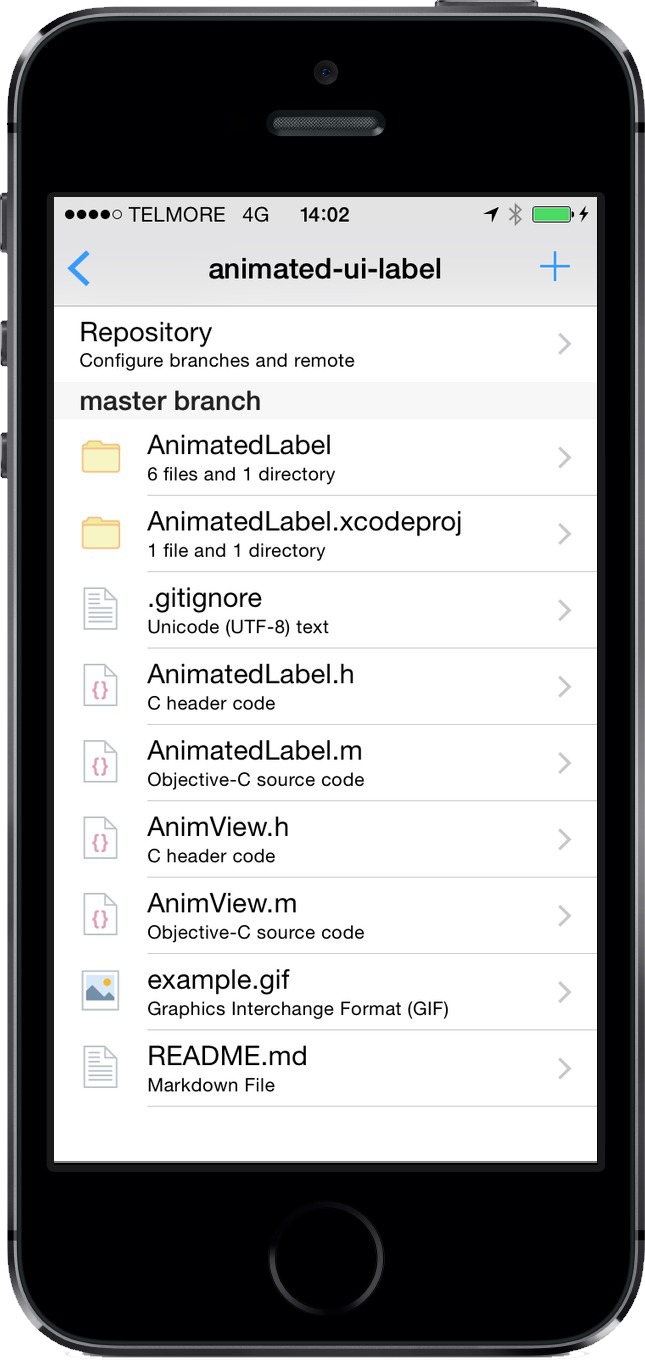 TELMORE 4G 14:02
animated-ui-label
Repository
Configure branches and remote
master branch
AnimatedLabel
6 files and 1 directory
AnimatedLabel.xcodeproj
1 file and 1 directory
.gitignore
Unicode (UTF-8) text
{} AnimatedLabel.h
C header code
{} AnimatedLabel.m
Objective-C source code
{} AnimView.h
C header code
{} AnimView.m
Objective-C source code
example.gif
Graphics Interchange Format (GIF)
README.md
Markdown File